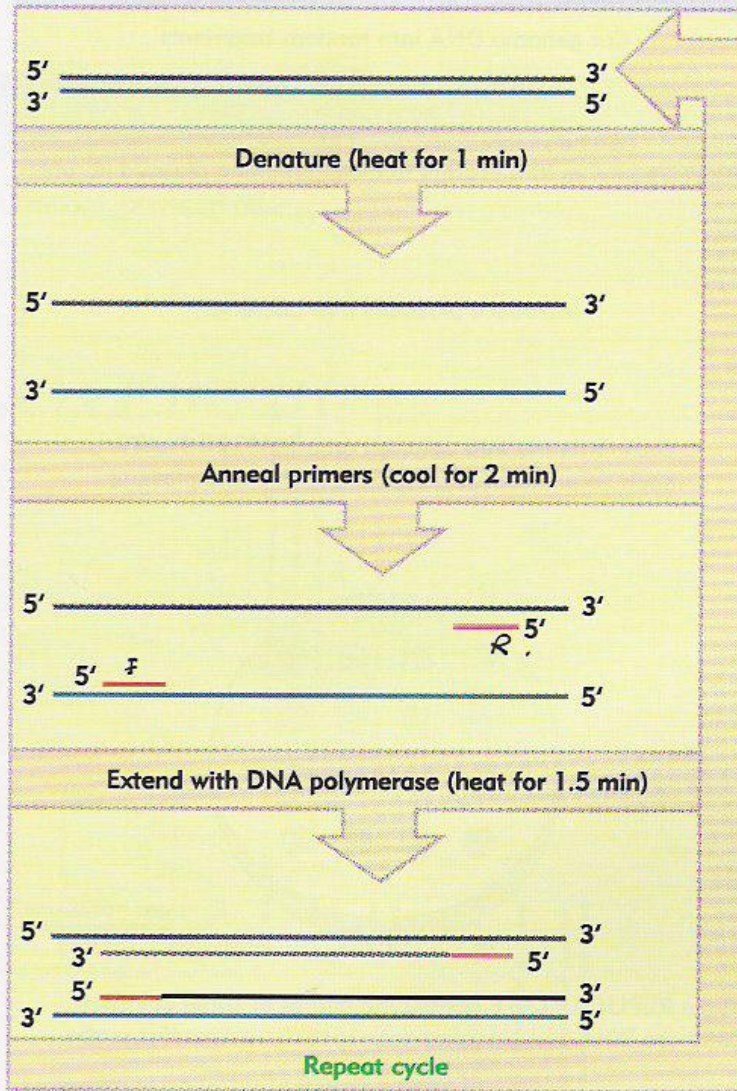 5′ 3′
3′ 5′
Denature (heat for 1 min)
5′ 3′
3′ 5′
Anneal primers (cool for 2 min)
5′ 3′
5′
R .
5′ F
3′ 5′
Extend with DNA polymerase (heat for 1.5 min)
5′ 3′
3′ 5′
5′ 3′
3′ 5′
Repeat cycle